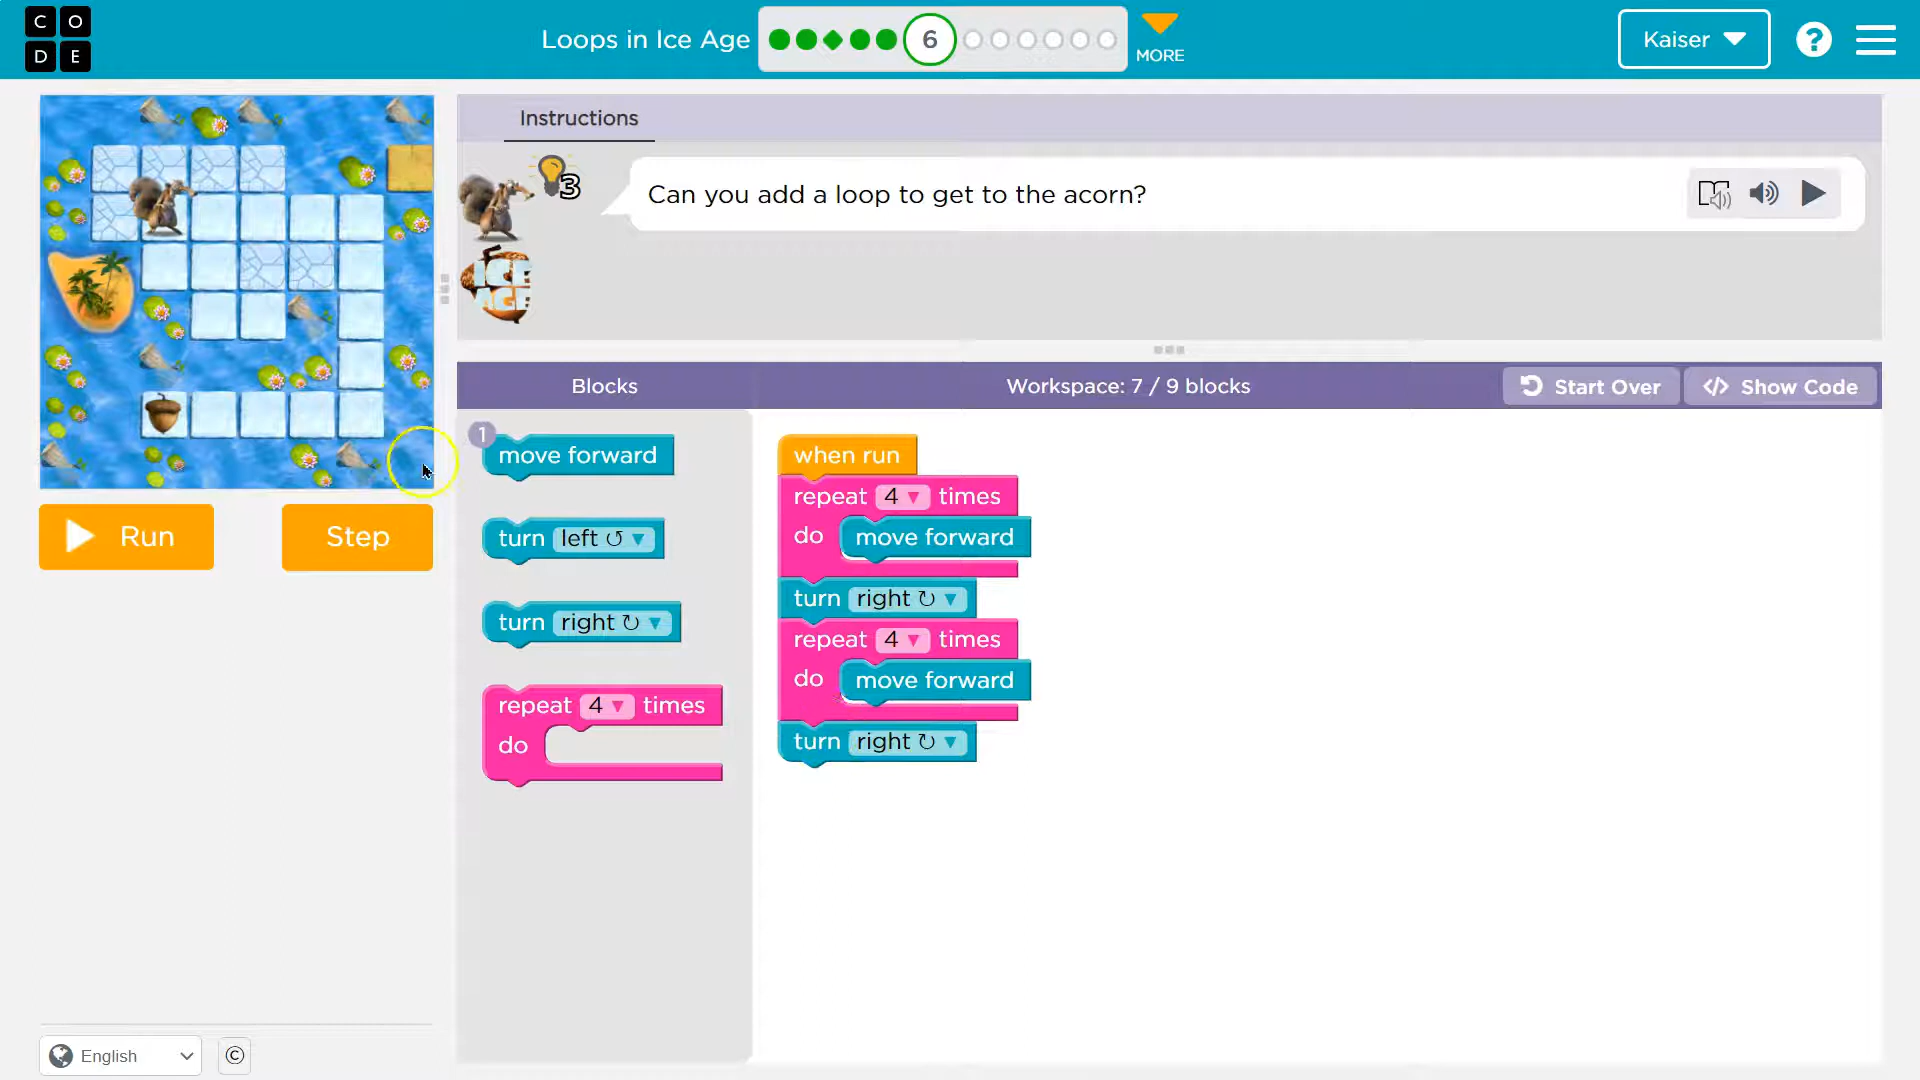 C O
D E
Loops in Ice Age
6
MORE
Kaiser
?
Instructions
3
Can you add a loop to get to the acorn?
ICE
AGE
Blocks
Workspace: 7 / 9 blocks
Start Over
</> Show Code
1
move forward
turn left ↺ ▼
turn right ↻ ▼
repeat 4 ▼ times
do
when run
repeat 4 ▼ times
do move forward
turn right ↻ ▼
repeat 4 ▼ times
do move forward
turn right ↻ ▼
Run
Step
English
©